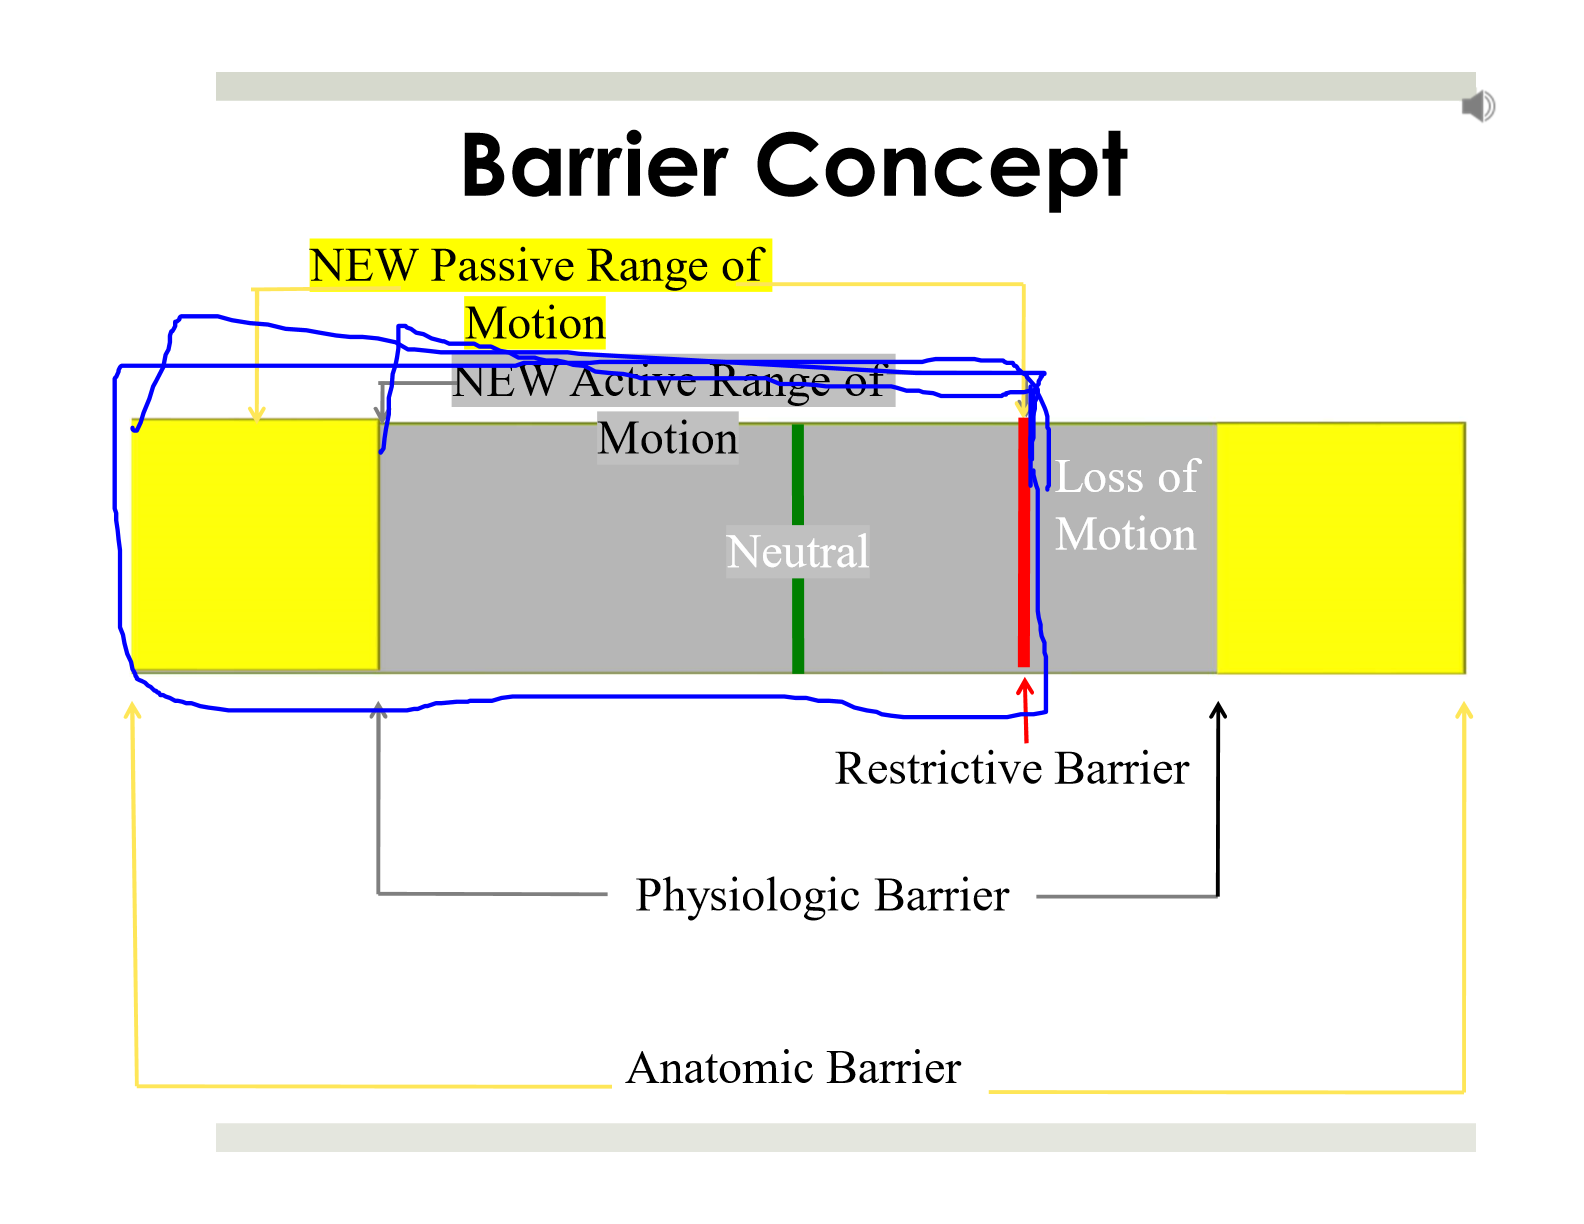 Barrier Concept
NEW Passive Range of
Motion
NEW Active Range of
Motion
Loss of
Motion
Neutral
Restrictive Barrier
Physiologic Barrier
Anatomic Barrier